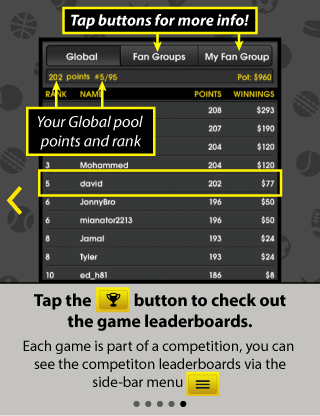 Tap buttons for more info!
Global Fan Groups My Fan Group
202 points #5/95 Pot: $960
RANK NAME POINTS WINNINGS
208 $293
Your Global pool
points and rank
207 $190
204 $120
3 Mohammed 204 $120
5 david 202 $77
6 JonnyBro 196 $50
6 mianator2213 196 $50
8 Jamal 193 $24
8 Tyler 193 $24
10 ed_h81 186 $8
Tap the button to check out
the game leaderboards.
Each game is part of a competition, you can
see the competiton leaderboards via the
side-bar menu